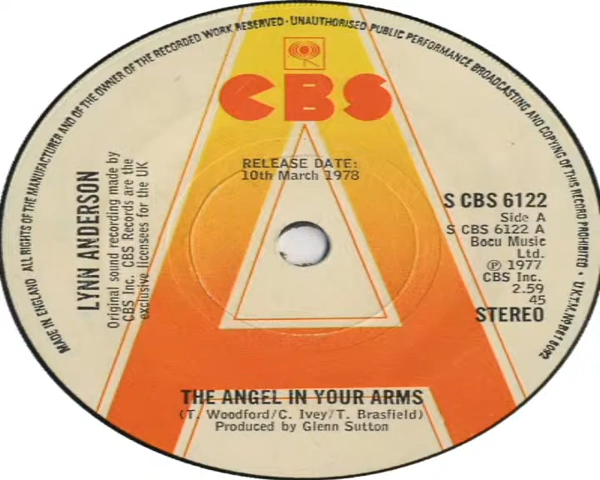 ALL RIGHTS OF THE MANUFACTURER AND OF THE OWNER OF THE RECORDED WORK RESERVED · UNAUTHORISED PUBLIC PERFORMANCE BROADCASTING AND COPYING OF THIS RECORD PROHIBITED ·
MADE IN ENGLAND
CBS
RELEASE DATE:
10th March 1978
LYNN ANDERSON
Original sound recording made by
CBS Inc. CBS Records are the
exclusive licensees for the UK
S CBS 6122
Side A
S CBS 6122 A
Bocu Music
Ltd.
℗ 1977
CBS Inc.
2.59
45
STEREO
THE ANGEL IN YOUR ARMS
(T. Woodford/C. Ivey/T. Brasfield)
Produced by Glenn Sutton